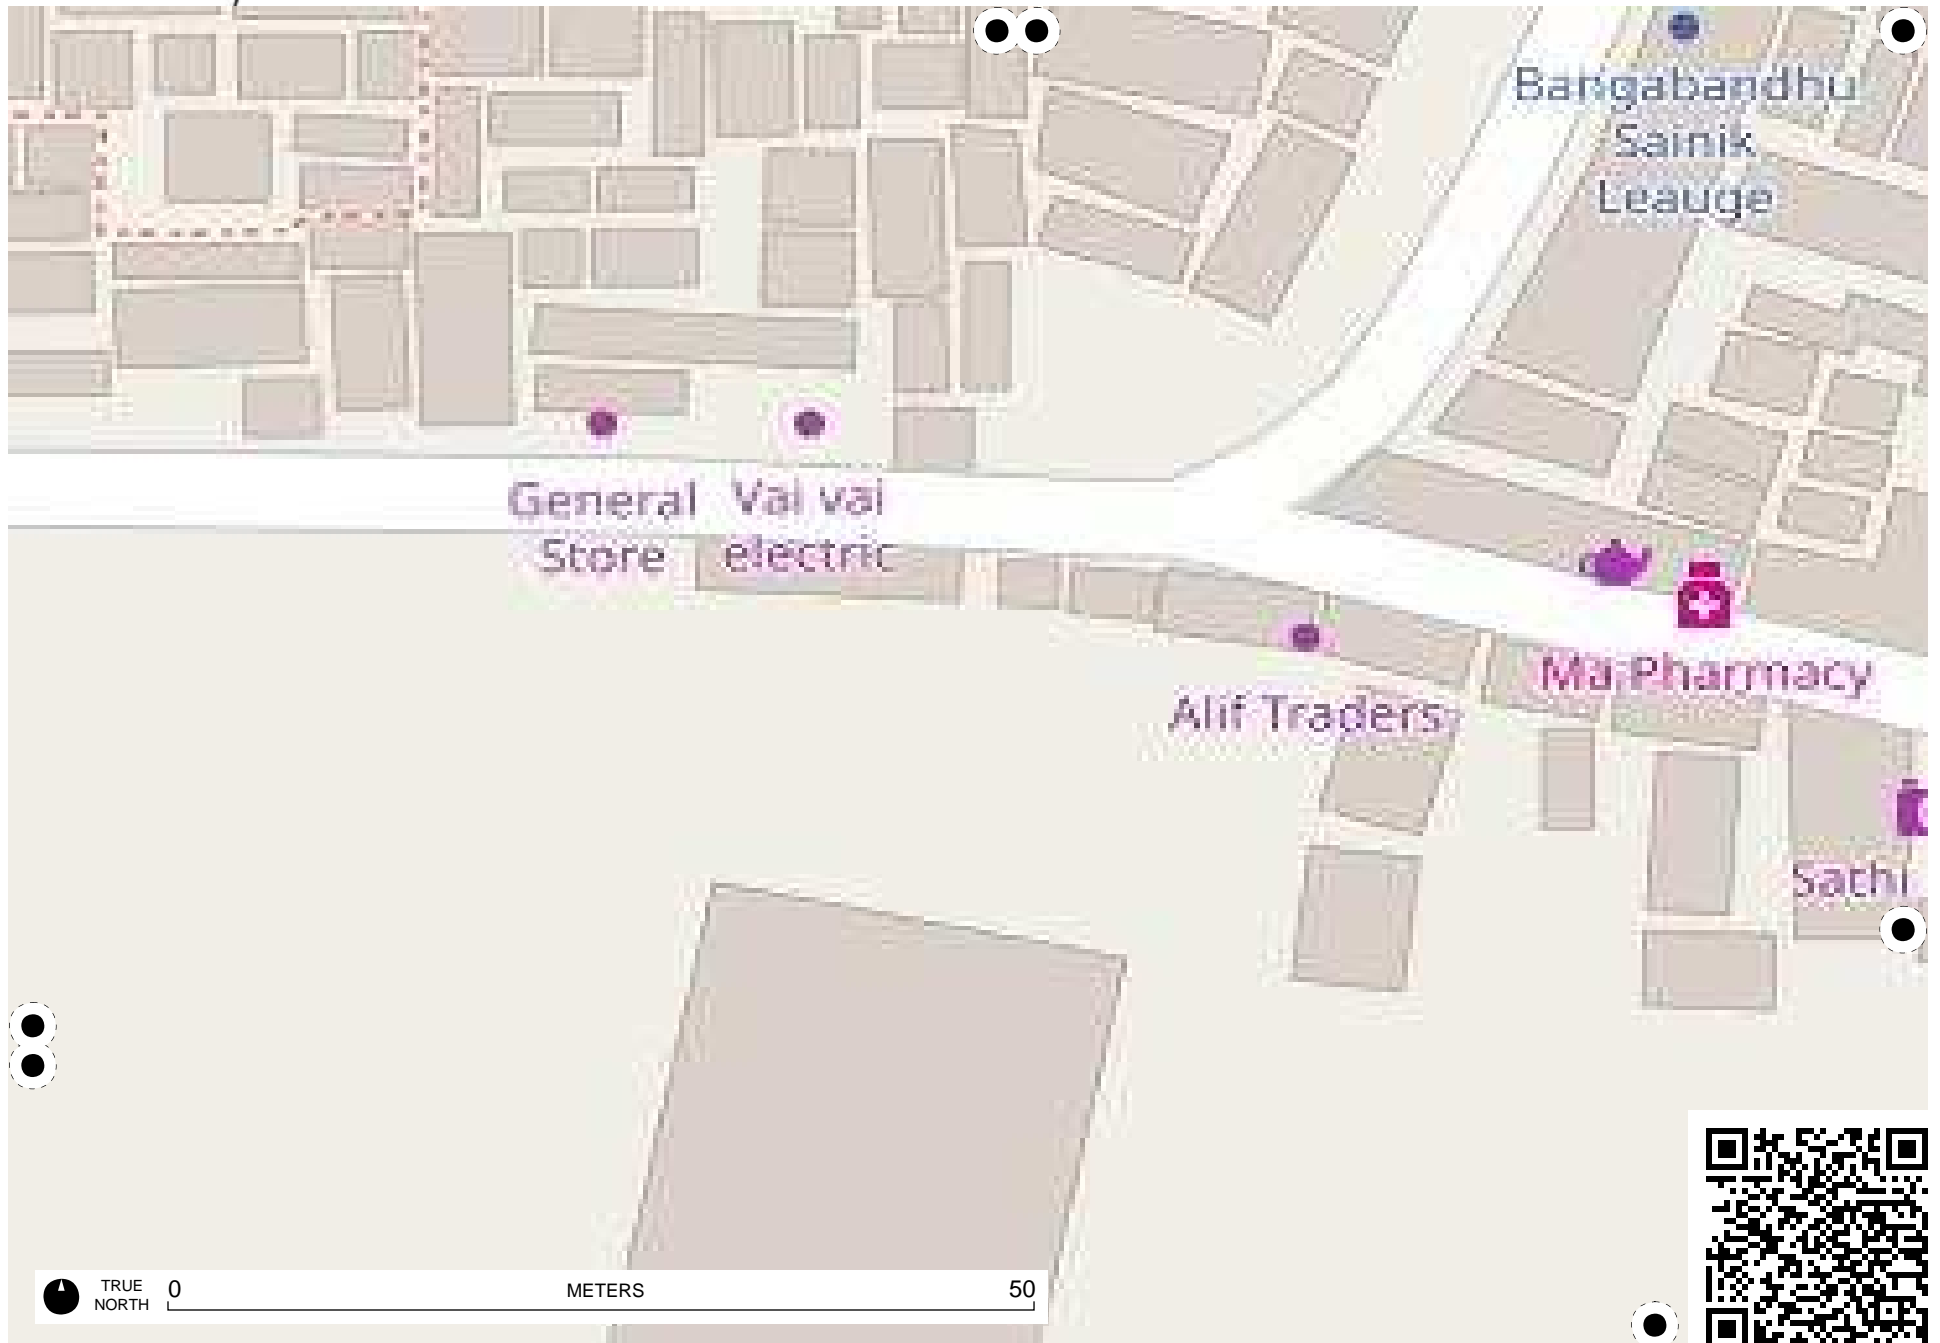 Bangabandhu
Sainik
Leauge
General
Store
Vai vai
electric
Ma Pharmacy
Alif Traders
Sathi
TRUE
NORTH
0
METERS
50